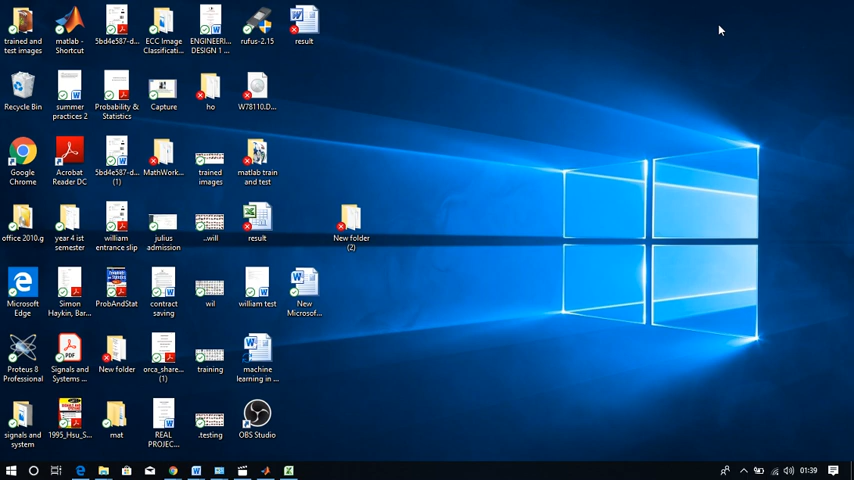 trained and
test images
matlab -
Shortcut
5bd4e587-d...
ECC Image
Classificati...
ENGINEERI...
DESIGN 1 ...
rufus-2.15
result
Recycle Bin
summer
practices 2
Probability &
Statistics
Capture
ho
W78110.D...
Google
Chrome
Acrobat
Reader DC
5bd4e587-d...
(1)
MathWork...
trained
images
matlab train
and test
office 2010.g
year 4 ist
semester
william
entrance slip
julius
admission
..will
result
New folder
(2)
Microsoft
Edge
Simon
Haykin, Bar...
ProbAndStat
contract
saving
wil
william test
New
Microsof...
Proteus 8
Professional
Signals and
Systems ...
New folder
orca_share...
(1)
training
machine
learning in ...
signals and
system
1995_Hsu_S...
mat
REAL
PROJEC...
.testing
OBS Studio
01:39